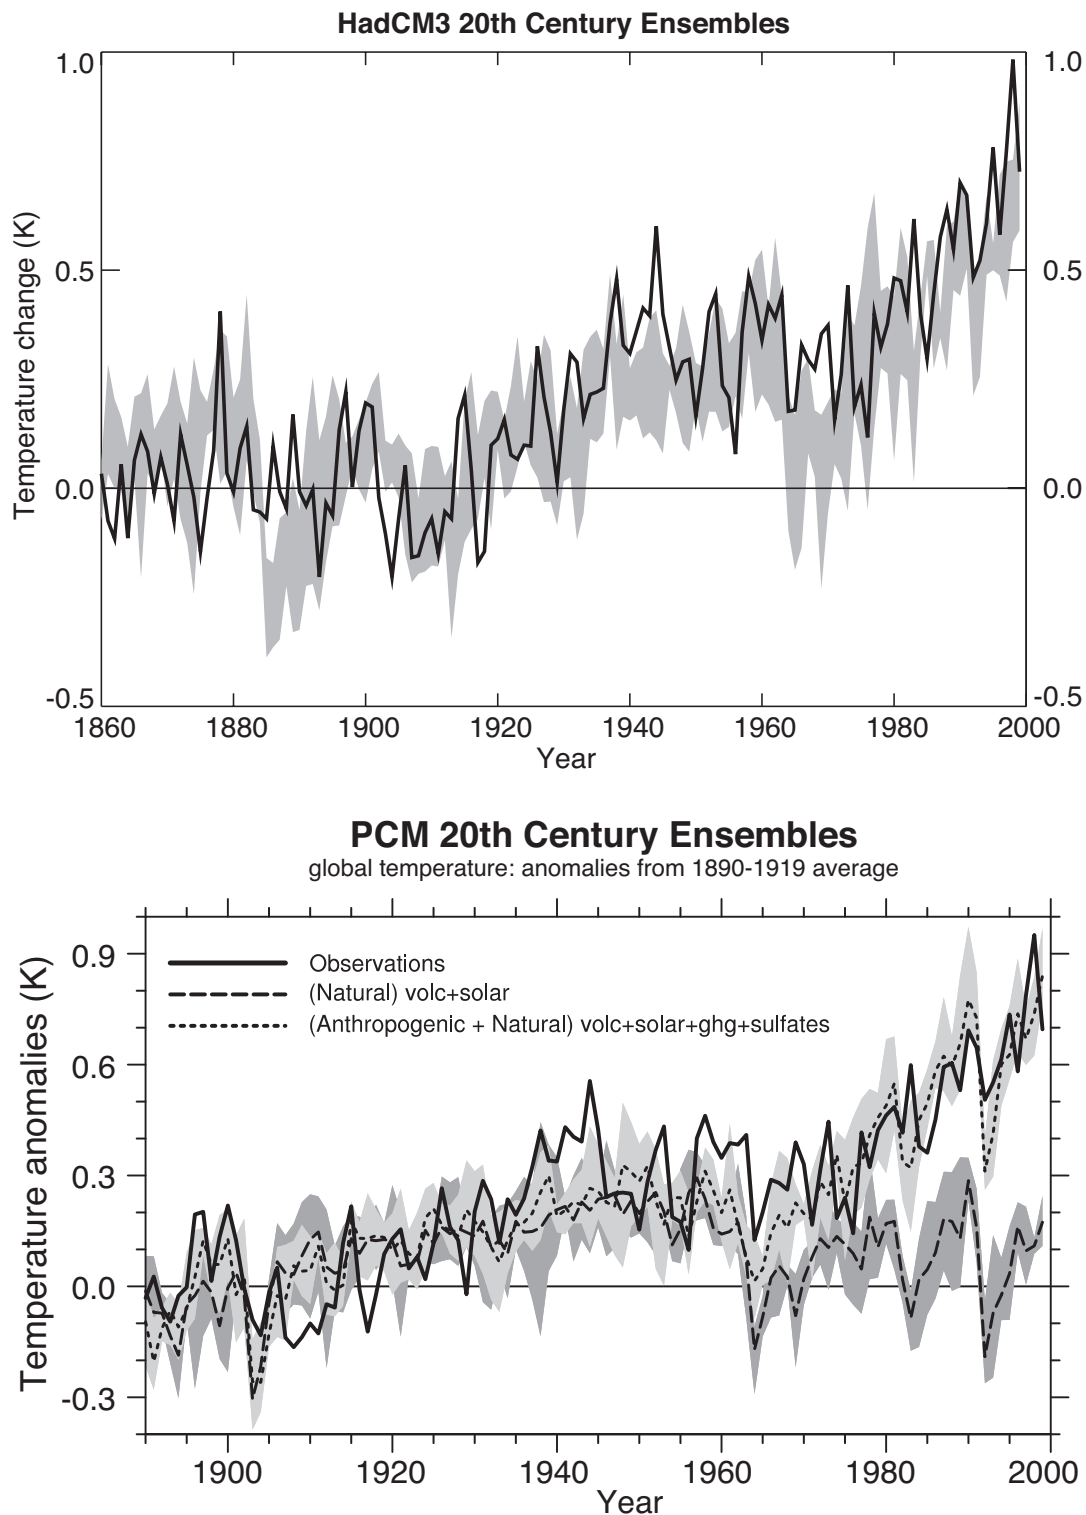 HadCM3 20th Century Ensembles
1.0 1.0
0.5 0.5
0.0 0.0
-0.5 -0.5
Temperature change (K)
1860 1880 1900 1920 1940 1960 1980 2000
Year
PCM 20th Century Ensembles
global temperature: anomalies from 1890-1919 average
Observations
(Natural) volc+solar
(Anthropogenic + Natural) volc+solar+ghg+sulfates
0.9
0.6
0.3
0.0
-0.3
Temperature anomalies (K)
1900 1920 1940 1960 1980 2000
Year